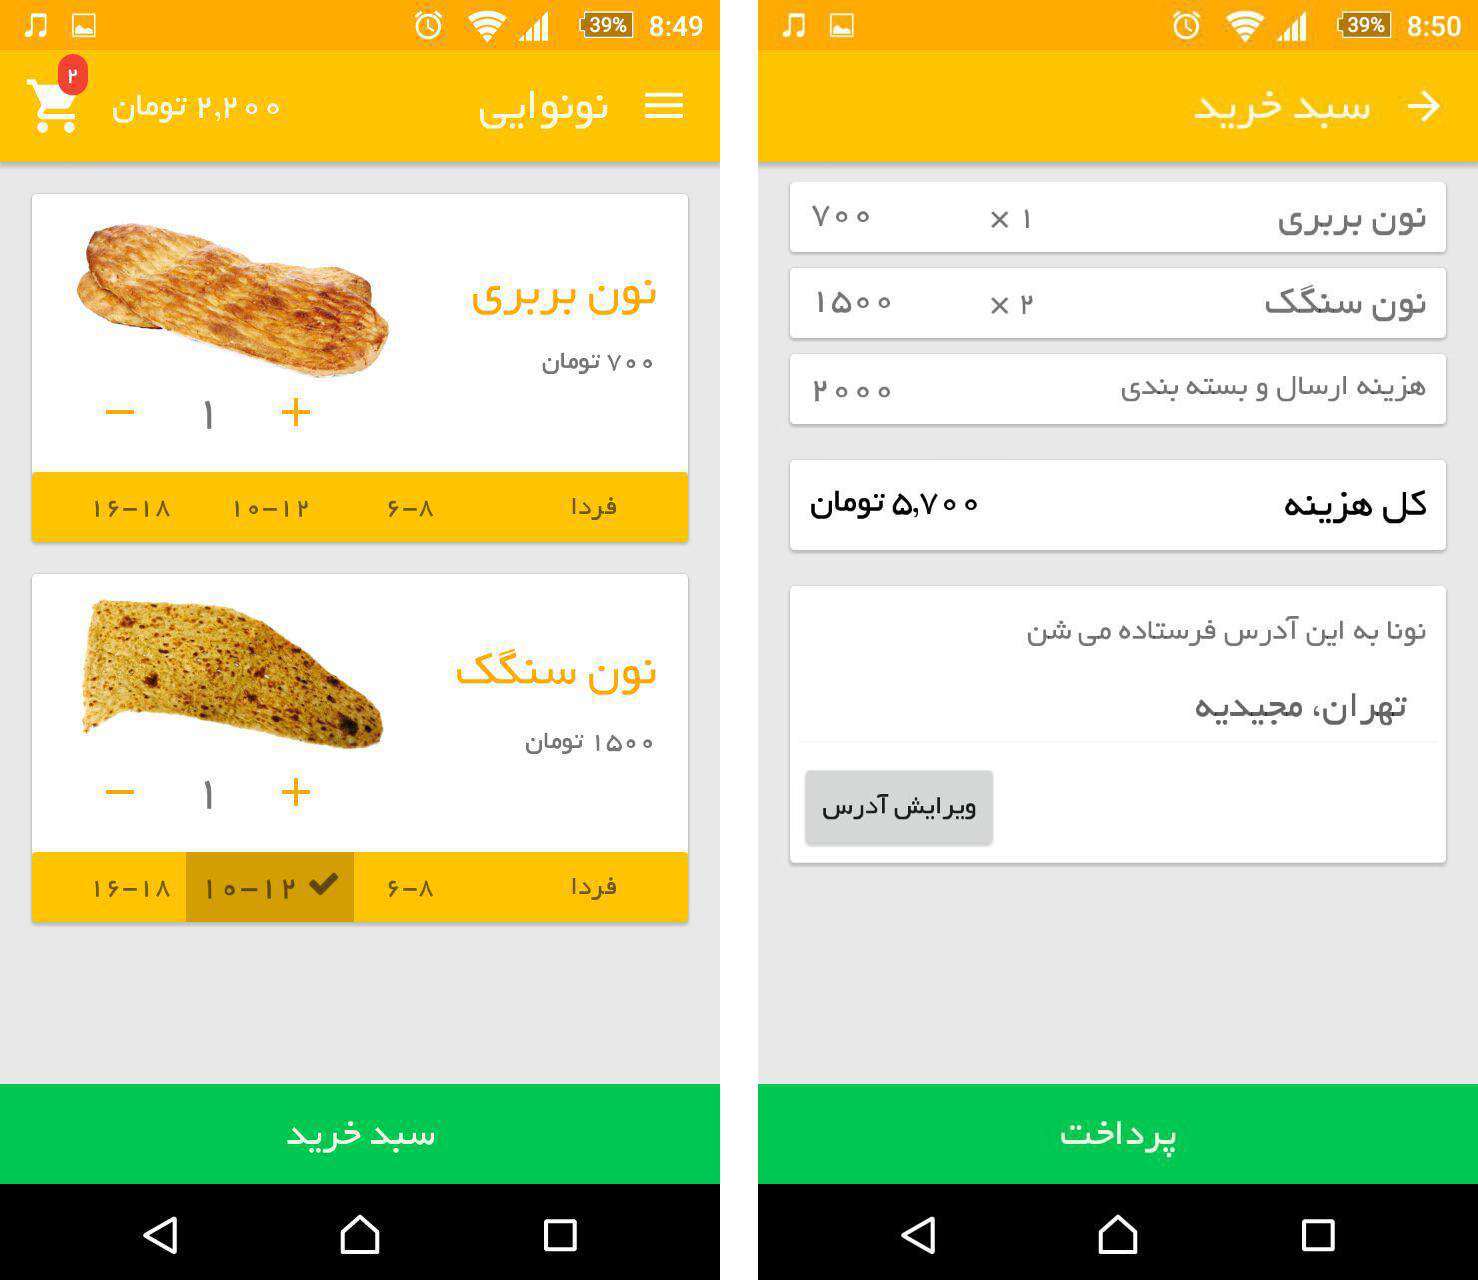 8:49
39%
نونوایی
۲,۲۰۰ تومان
۲
نون بربری
۷۰۰ تومان
۱
فردا
۶-۸
۱۰-۱۲
۱۶-۱۸
نون سنگک
۱۵۰۰ تومان
۱
فردا
۶-۸
۱۰-۱۲
۱۶-۱۸
سبد خرید
8:50
39%
سبد خرید
نون بربری ۱ × ۷۰۰
نون سنگک ۲ × ۱۵۰۰
هزینه ارسال و بسته بندی ۲۰۰۰
کل هزینه ۵,۷۰۰ تومان
نونا به این آدرس فرستاده می شن
تهران، مجیدیه
ویرایش آدرس
پرداخت